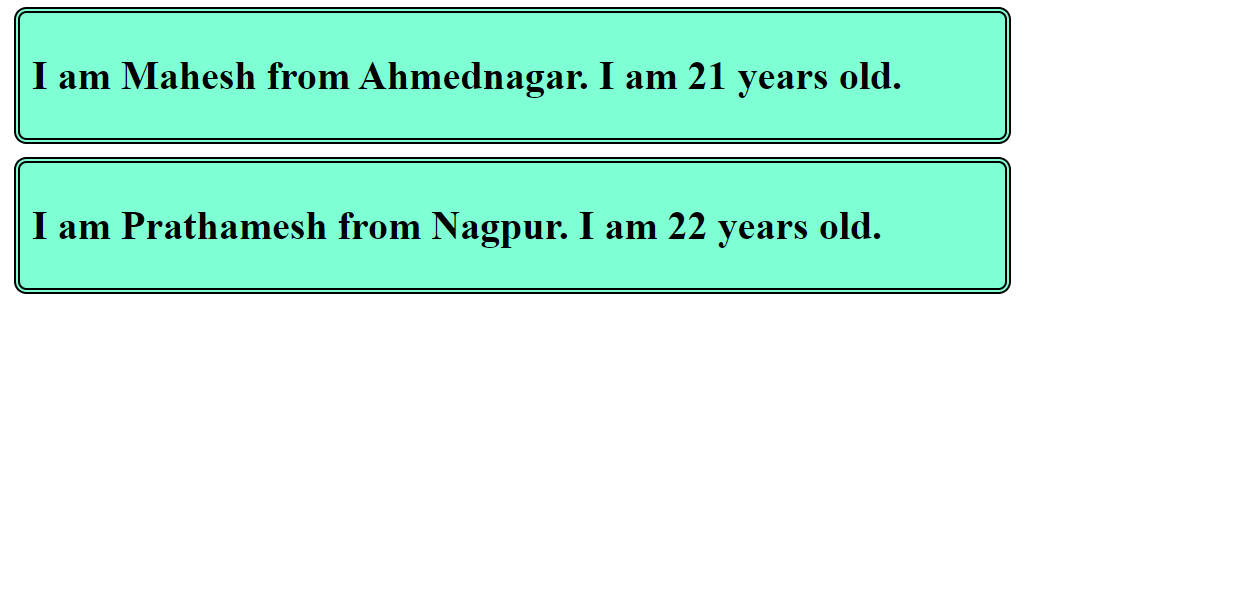 I am Mahesh from Ahmednagar. I am 21 years old.
I am Prathamesh from Nagpur. I am 22 years old.